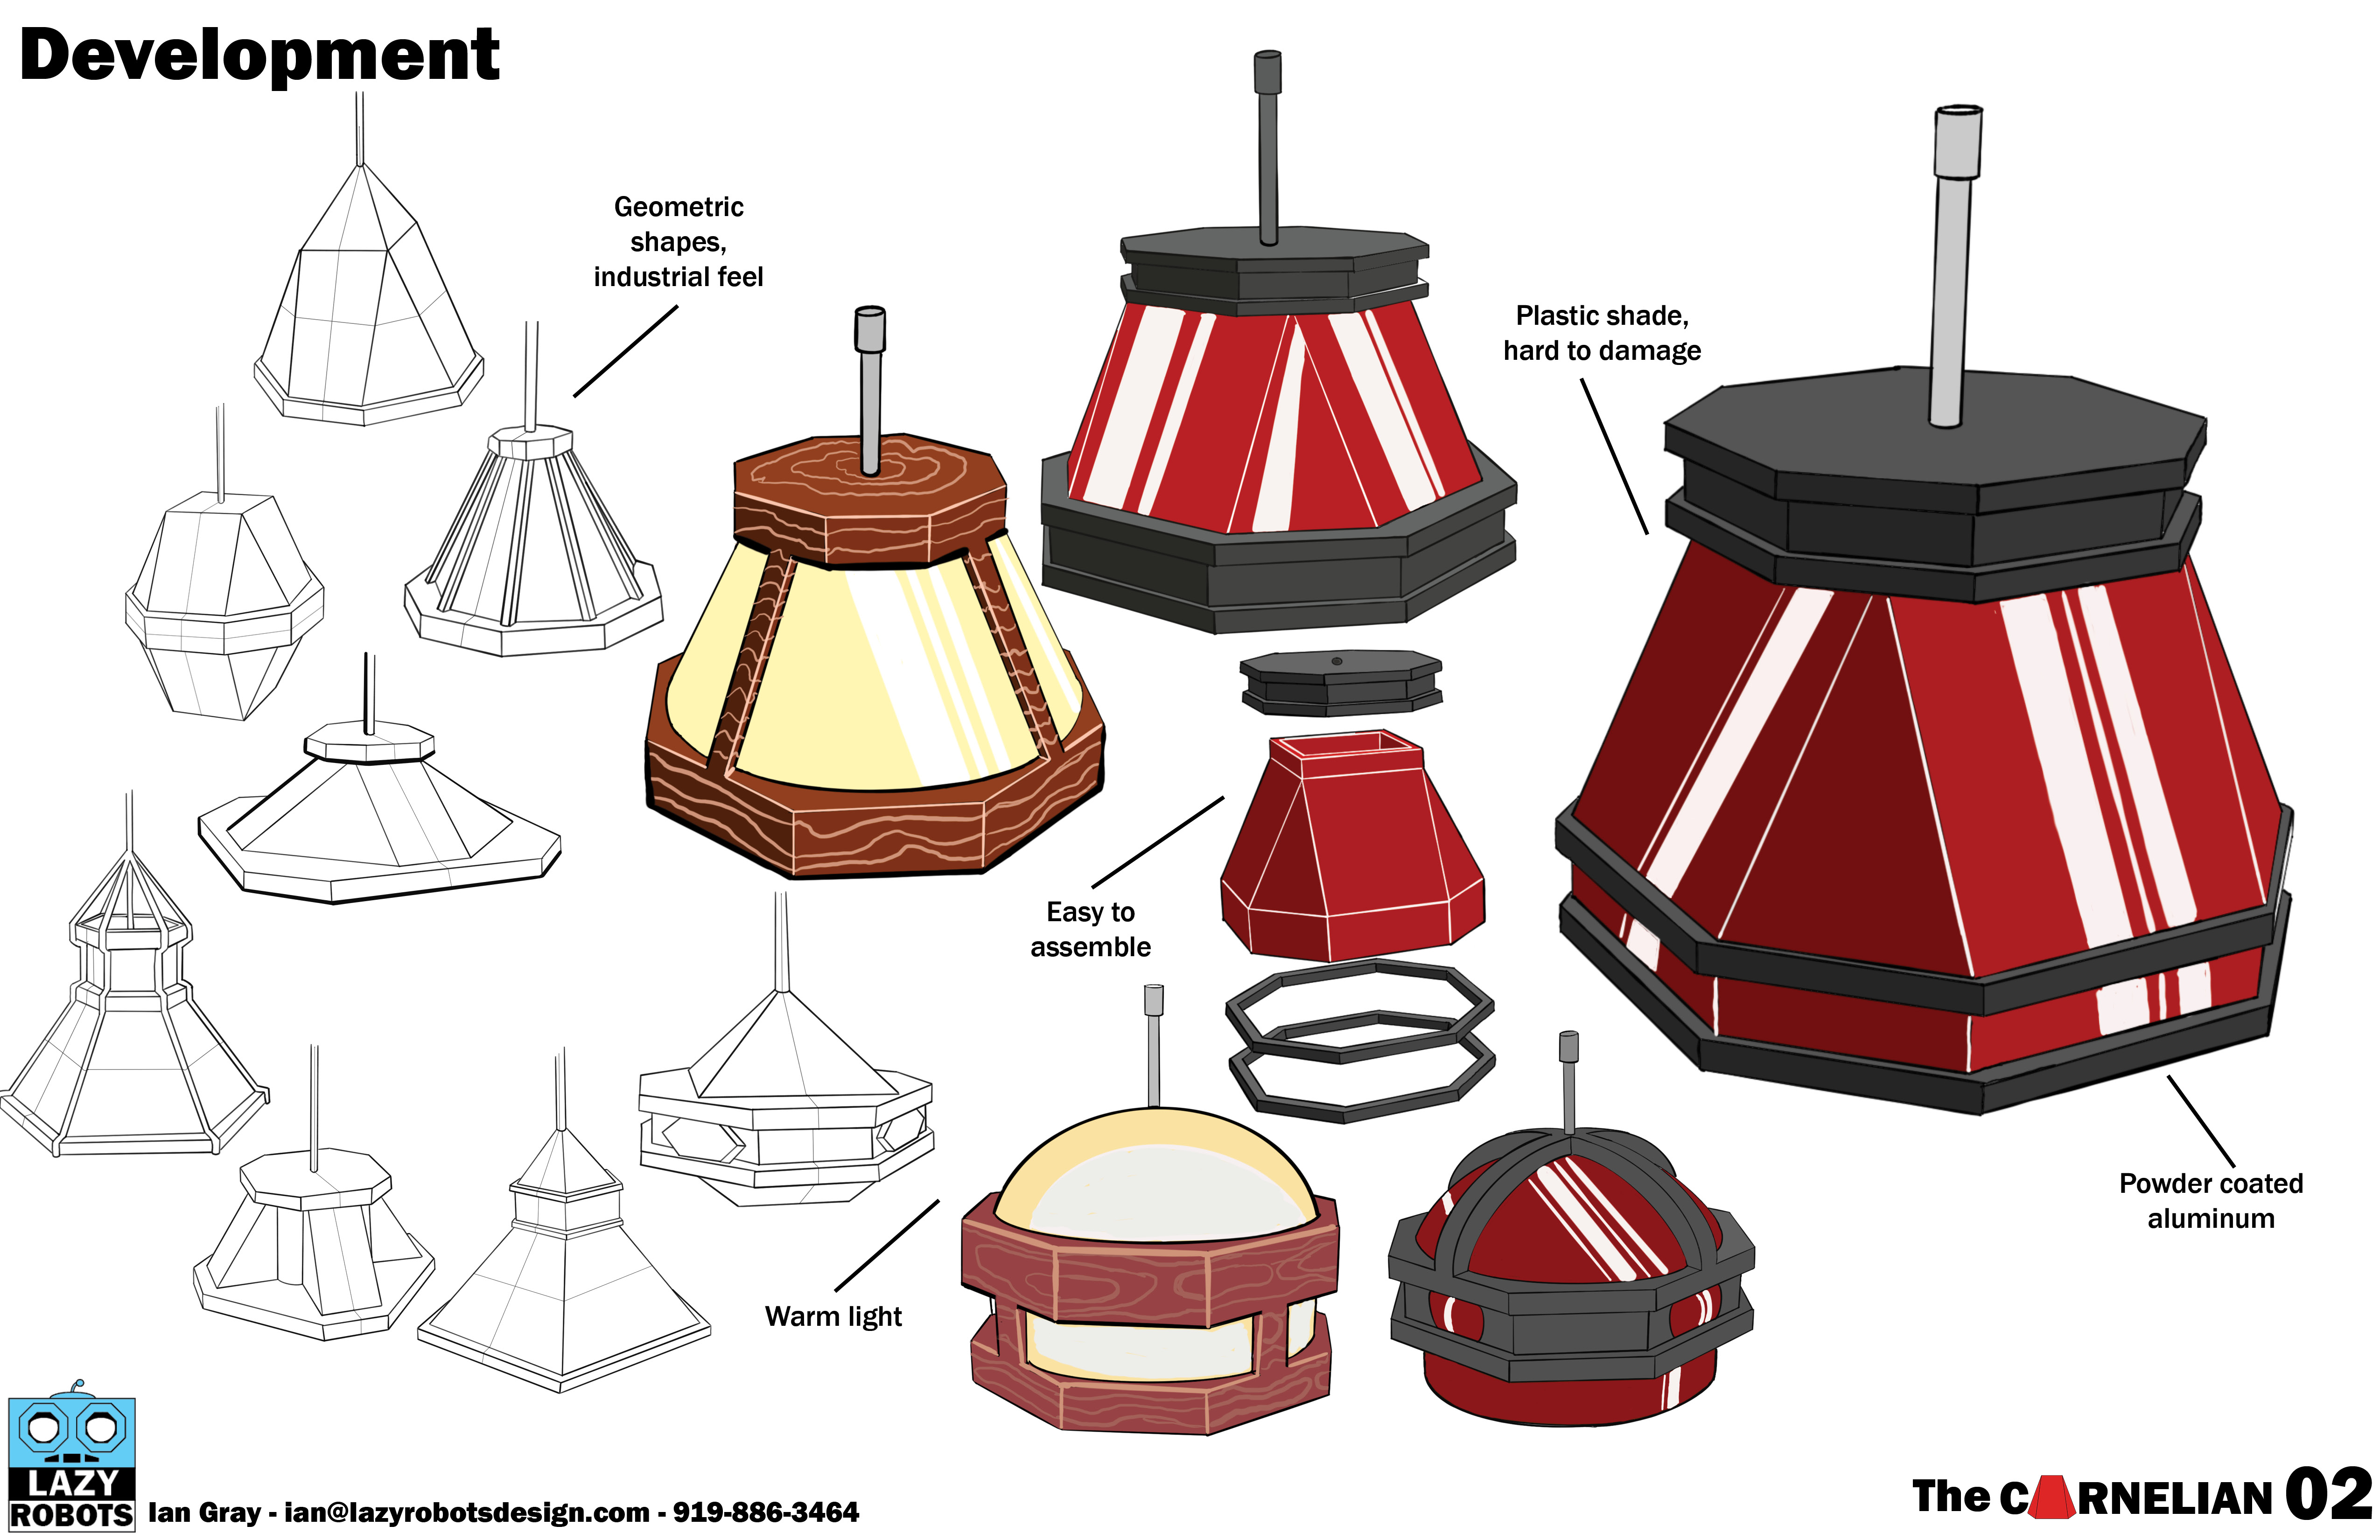 Development
Geometric
shapes,
industrial feel
Plastic shade,
hard to damage
Easy to
assemble
Warm light
Powder coated
aluminum
LAZY
ROBOTS
Ian Gray - ian@lazyrobotsdesign.com - 919-886-3464
The CARNELIAN 02